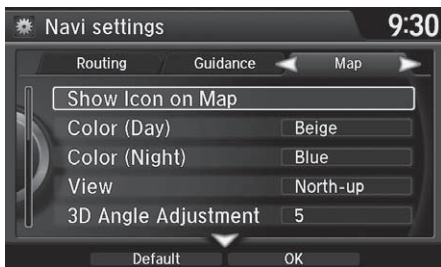 Navi settings 9:30
Routing Guidance Map
Show Icon on Map
Color (Day) Beige
Color (Night) Blue
View North-up
3D Angle Adjustment 5
Default OK